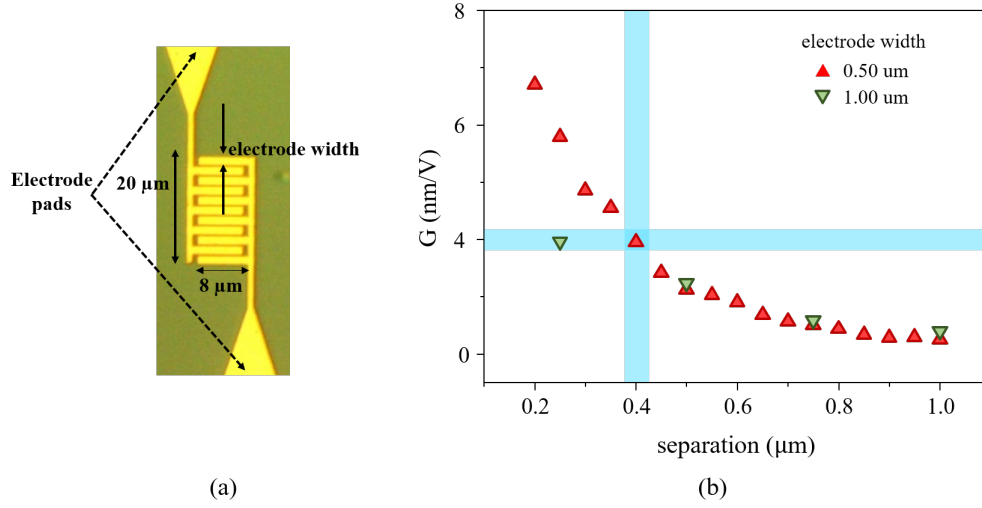 electrode width
Electrode
pads
20 µm
8 µm
(a)
8
6
4
2
0
G (nm/V)
electrode width
0.50 um
1.00 um
0.2
0.4
0.6
0.8
1.0
separation (µm)
(b)